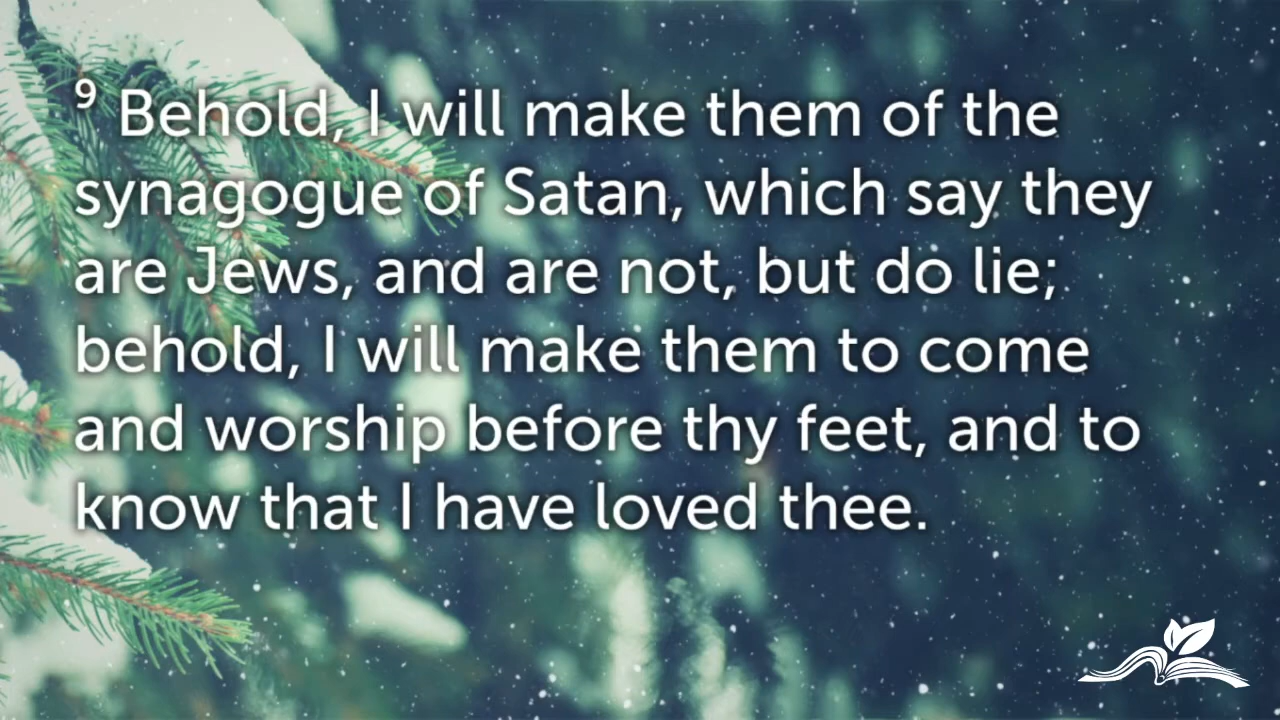 9 Behold, I will make them of the
synagogue of Satan, which say they
are Jews, and are not, but do lie;
behold, I will make them to come
and worship before thy feet, and to
know that I have loved thee.